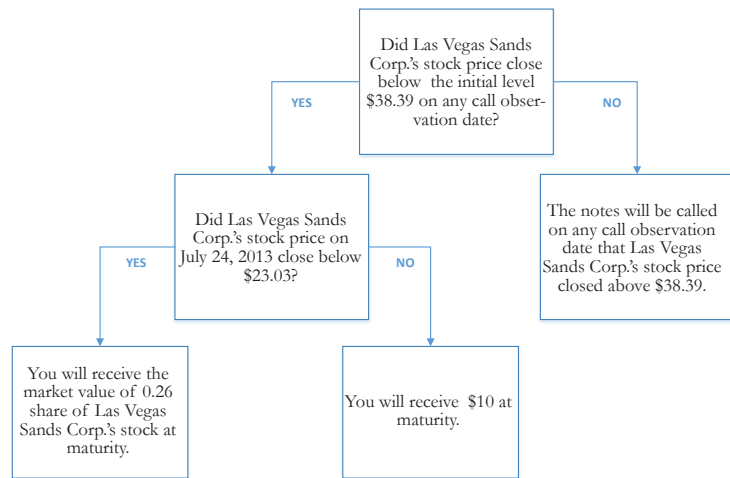 Did Las Vegas Sands
Corp.'s stock price close
below the initial level
$38.39 on any call obser-
vation date?
YES
NO
Did Las Vegas Sands
Corp.'s stock price on
July 24, 2013 close below
$23.03?
The notes will be called
on any call observation
date that Las Vegas
Sands Corp.'s stock price
closed above $38.39.
YES
NO
You will receive the
market value of 0.26
share of Las Vegas
Sands Corp.'s stock at
maturity.
You will receive $10 at
maturity.